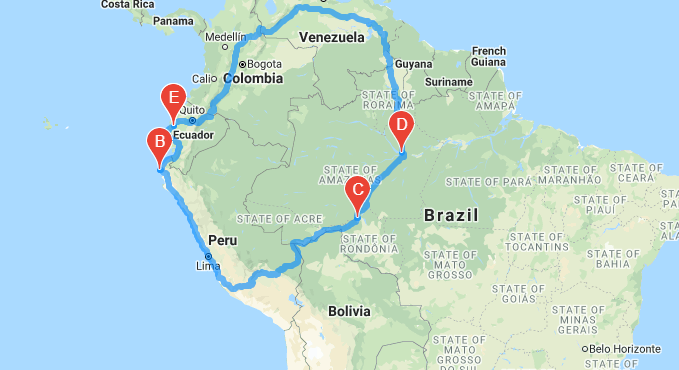 Costa Rica
Panama
Medellín
Venezuela
Bogota
Cali
Colombia
Guyana
French
Guiana
Suriname
STATE OF
RORAIMA
STATE OF
AMAPÁ
E
Quito
Ecuador
B
D
STATE OF
AMAZONAS
C
STATE OF PARÁ
STATE OF
MARANHÃO
STATE OF CEARÁ
STATE OF
PIAUÍ
STATE OF ACRE
Brazil
STATE OF
RONDÔNIA
STATE OF
TOCANTINS
Peru
Lima
STATE OF
MATO
GROSSO
STATE OF
BAHIA
STATE OF
GOIÁS
Bolivia
STATE OF
MINAS
GERAIS
STATE OF
MATO
GROSSO
Belo Horizonte